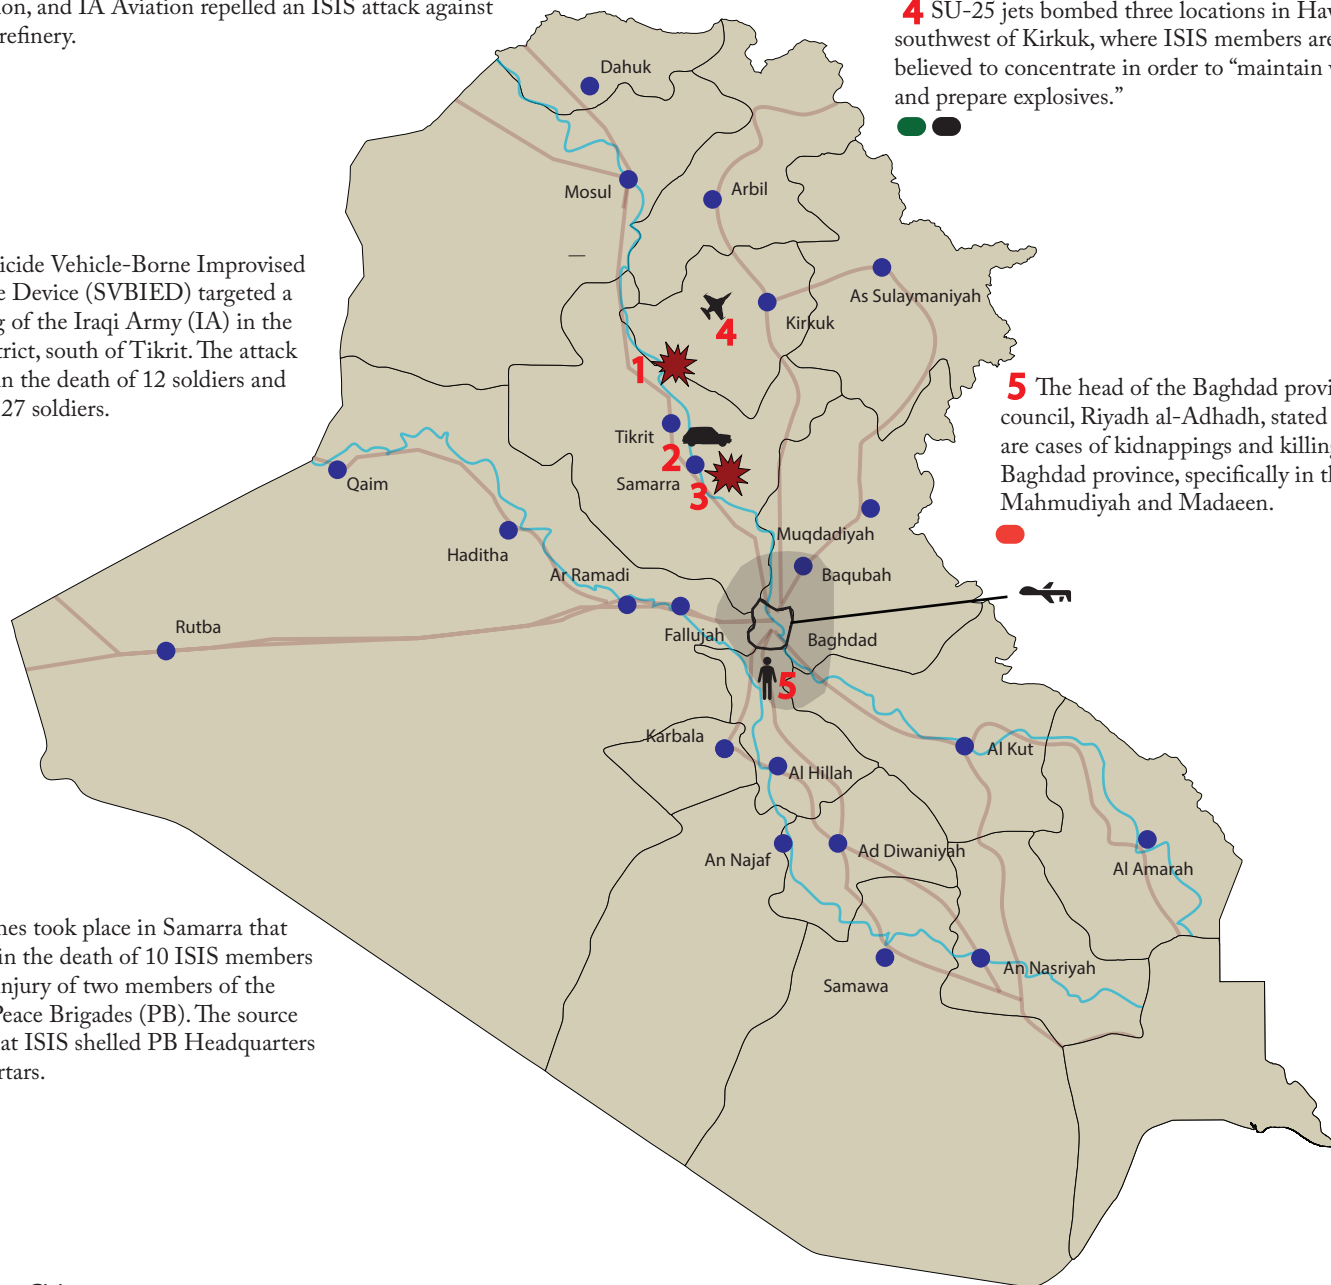 ion, and IA Aviation repelled an ISIS attack against
refinery.
icide Vehicle-Borne Improvised
e Device (SVBIED) targeted a
g of the Iraqi Army (IA) in the
trict, south of Tikrit. The attack
in the death of 12 soldiers and
27 soldiers.
hes took place in Samarra that
in the death of 10 ISIS members
injury of two members of the
Peace Brigades (PB). The source
at ISIS shelled PB Headquarters
rtars.
4 SU-25 jets bombed three locations in Haw
southwest of Kirkuk, where ISIS members are
believed to concentrate in order to “maintain
and prepare explosives.”
5 The head of the Baghdad provi
council, Riyadh al-Adhadh, stated
are cases of kidnappings and killing
Baghdad province, specifically in th
Mahmudiyah and Madaeen.
Dahuk
Mosul
Arbil
As Sulaymaniyah
Kirkuk
4
1
Tikrit
2
Samarra
3
Qaim
Haditha
Muqdadiyah
Ar Ramadi
Baqubah
Rutba
Fallujah
Baghdad
5
Karbala
Al Kut
Al Hillah
An Najaf
Ad Diwaniyah
Al Amarah
An Nasriyah
Samawa